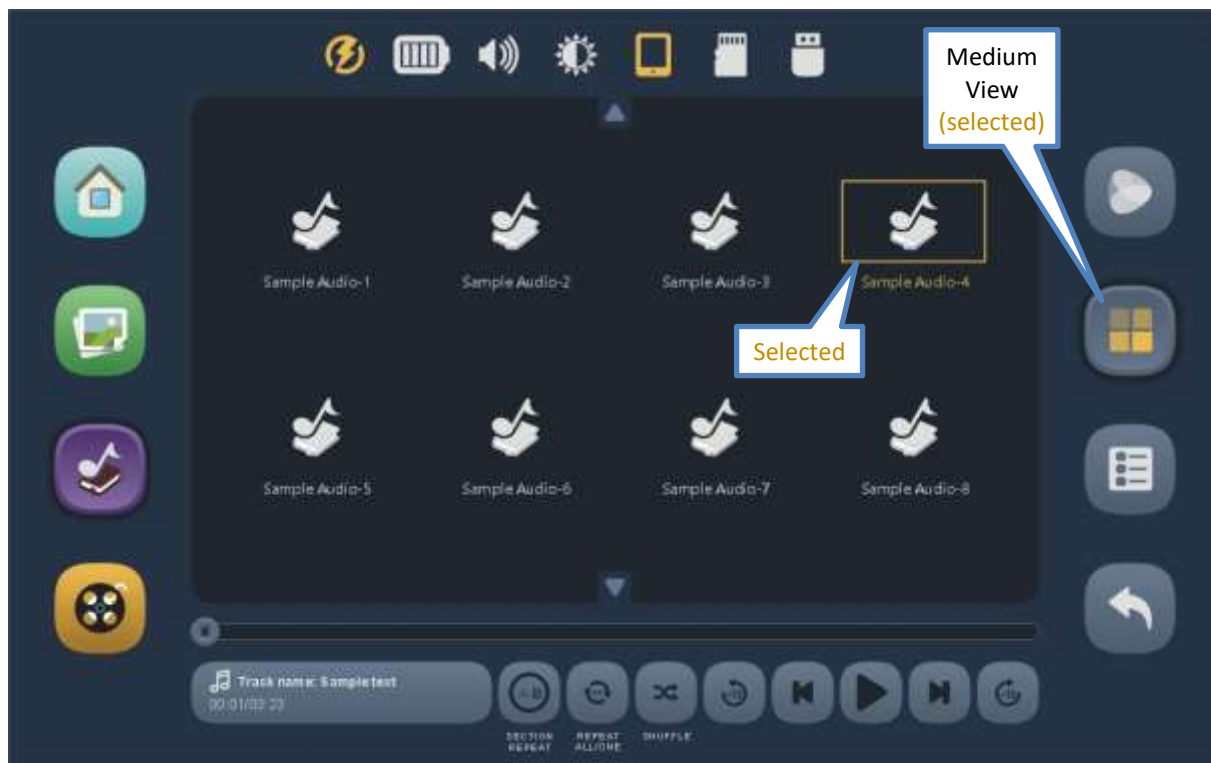 Medium
View
(selected)
Sample Audio-1
Sample Audio-2
Sample Audio-3
Sample Audio-4
Selected
Sample Audio-5
Sample Audio-6
Sample Audio-7
Sample Audio-8
Track name: Sample text
00:01/03:23
SECTION
REPEAT
REPEAT
ALL/ONE
SHUFFLE